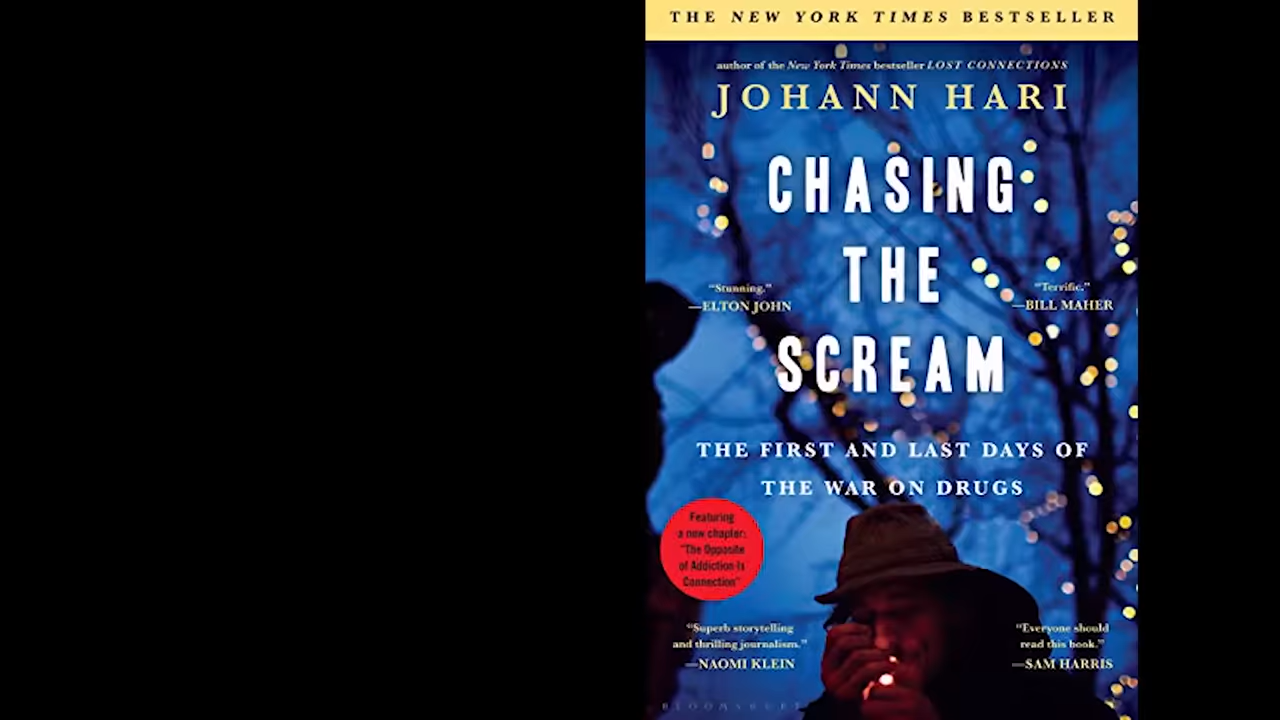 THE NEW YORK TIMES BESTSELLER
author of the New York Times bestseller LOST CONNECTIONS
JOHANN HARI
CHASING
THE
SCREAM
"Stunning."
—ELTON JOHN
"Terrific."
—BILL MAHER
THE FIRST AND LAST DAYS OF
THE WAR ON DRUGS
Featuring
a new chapter:
"The Opposite
of Addiction Is
Connection"
"Superb storytelling
and thrilling journalism."
—NAOMI KLEIN
"Everyone should
read this book."
—SAM HARRIS
BLOOMSBURY